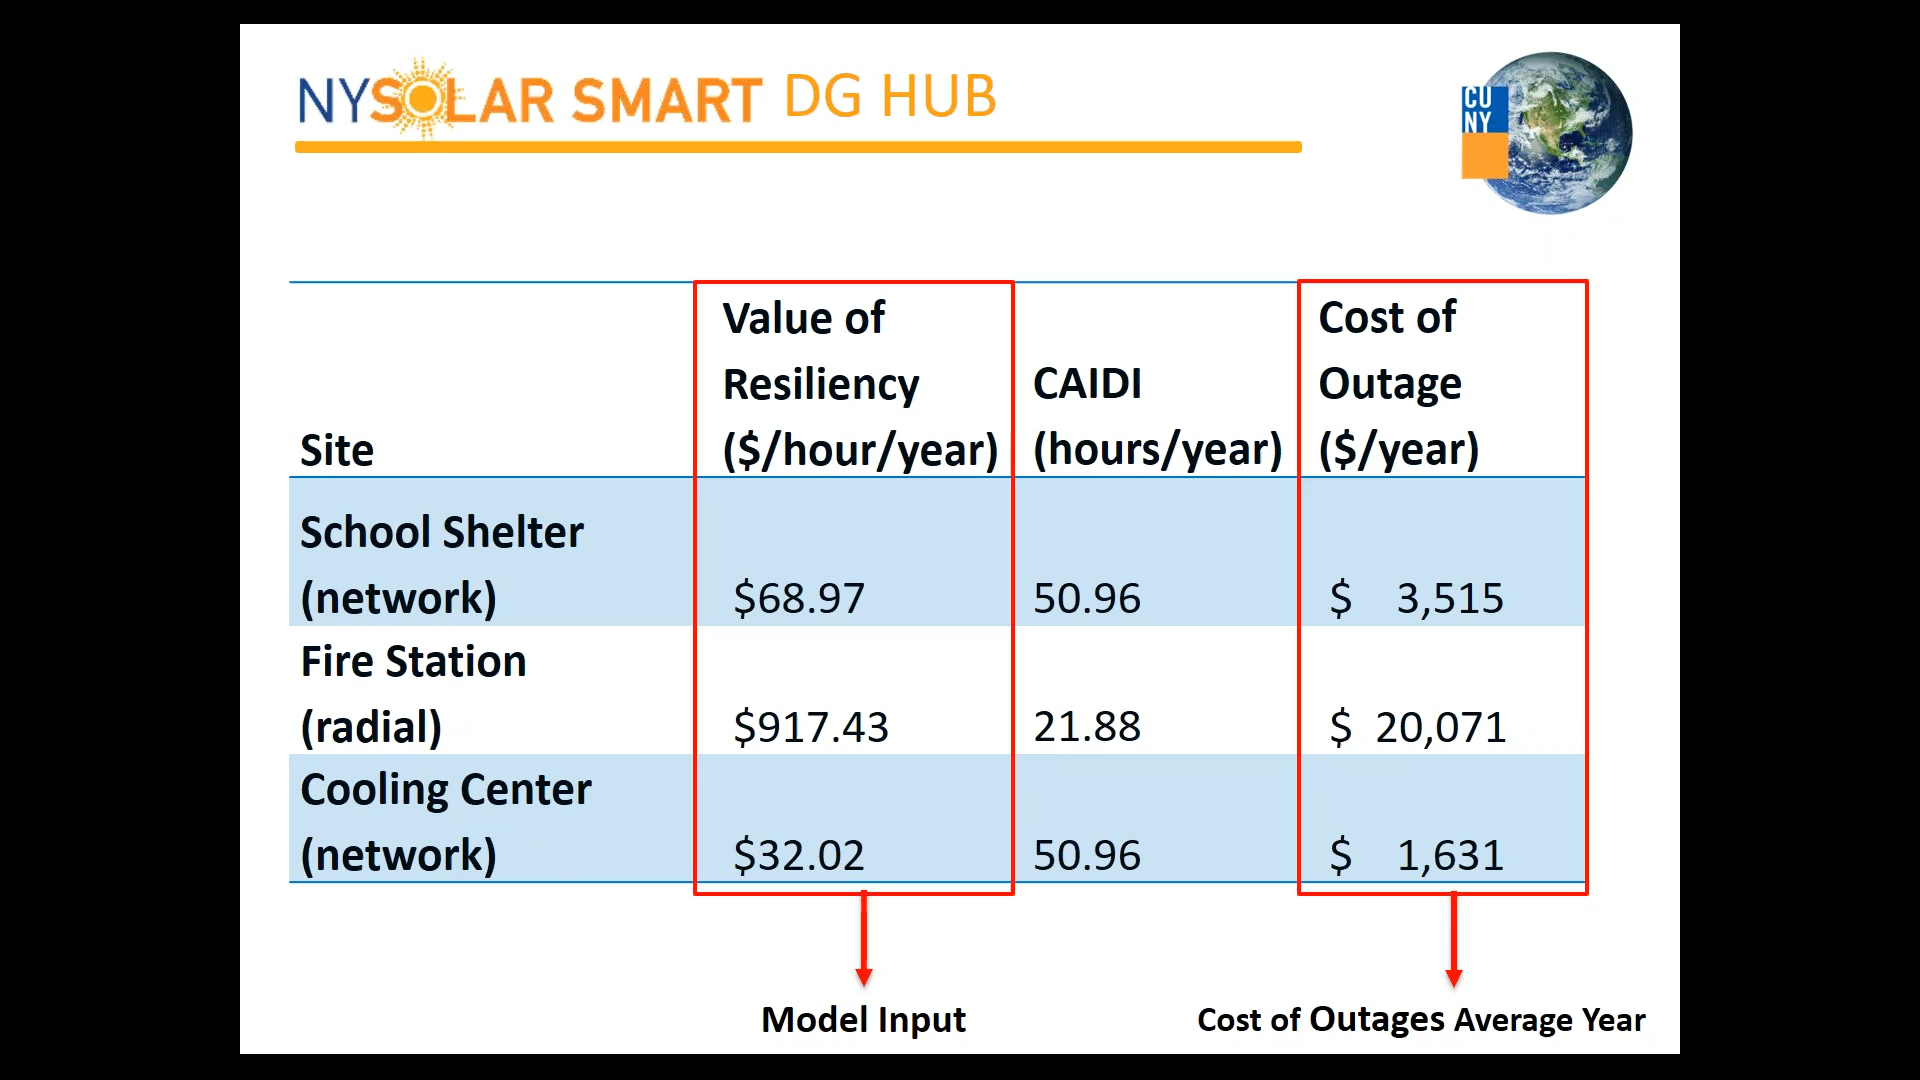 NYSOLAR SMART DG HUB
CU
NY
Value of
Resiliency
($/hour/year)
CAIDI
(hours/year)
Cost of
Outage
($/year)
Site
School Shelter
(network)
$68.97
50.96
$ 3,515
Fire Station
(radial)
$917.43
21.88
$ 20,071
Cooling Center
(network)
$32.02
50.96
$ 1,631
Model Input
Cost of Outages Average Year